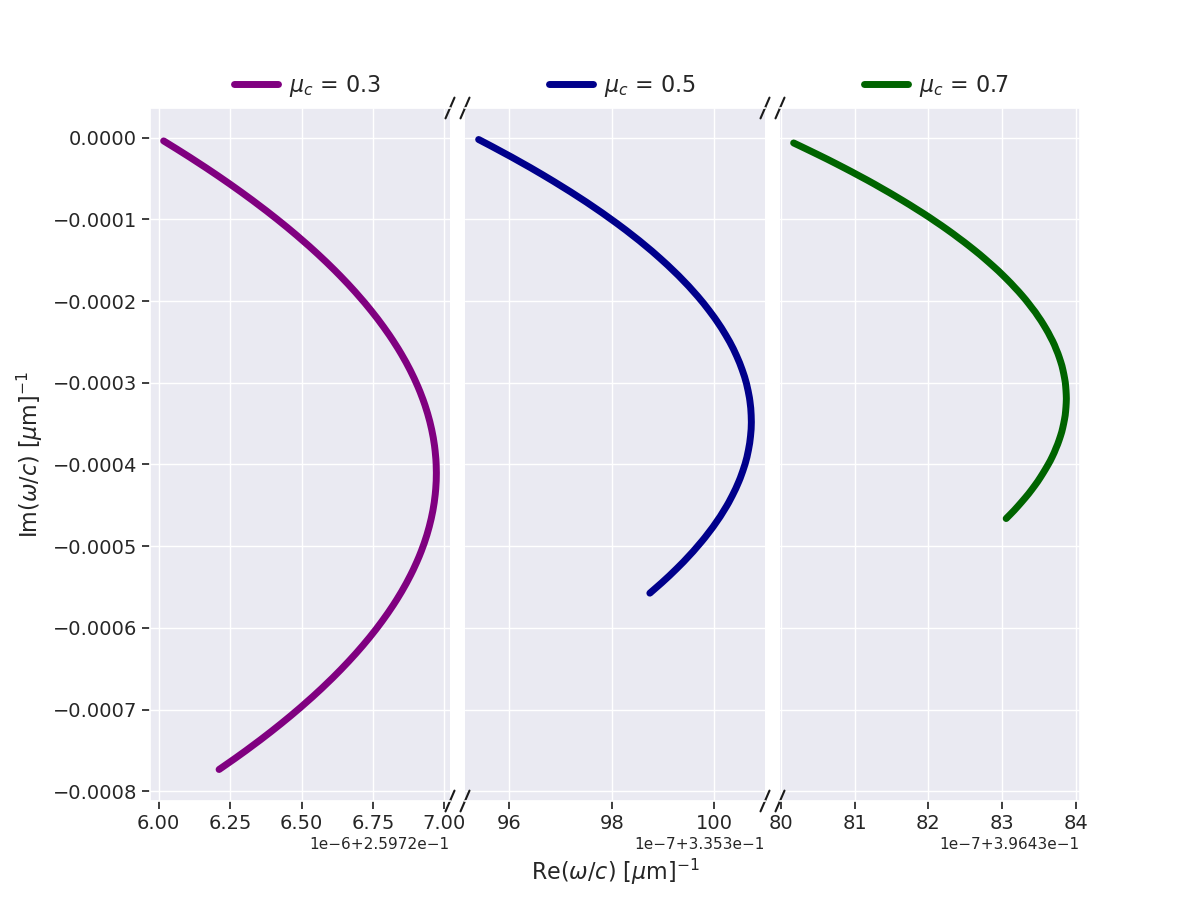 μc = 0.3
μc = 0.5
μc = 0.7
0.0000
−0.0001
−0.0002
−0.0003
−0.0004
−0.0005
−0.0006
−0.0007
−0.0008
Im(ω/c) [μm]⁻¹
6.00 6.25 6.50 6.75 7.00 96 98 100 80 81 82 83 84
1e−6+2.5972e−1 1e−7+3.353e−1 1e−7+3.9643e−1
Re(ω/c) [μm]⁻¹